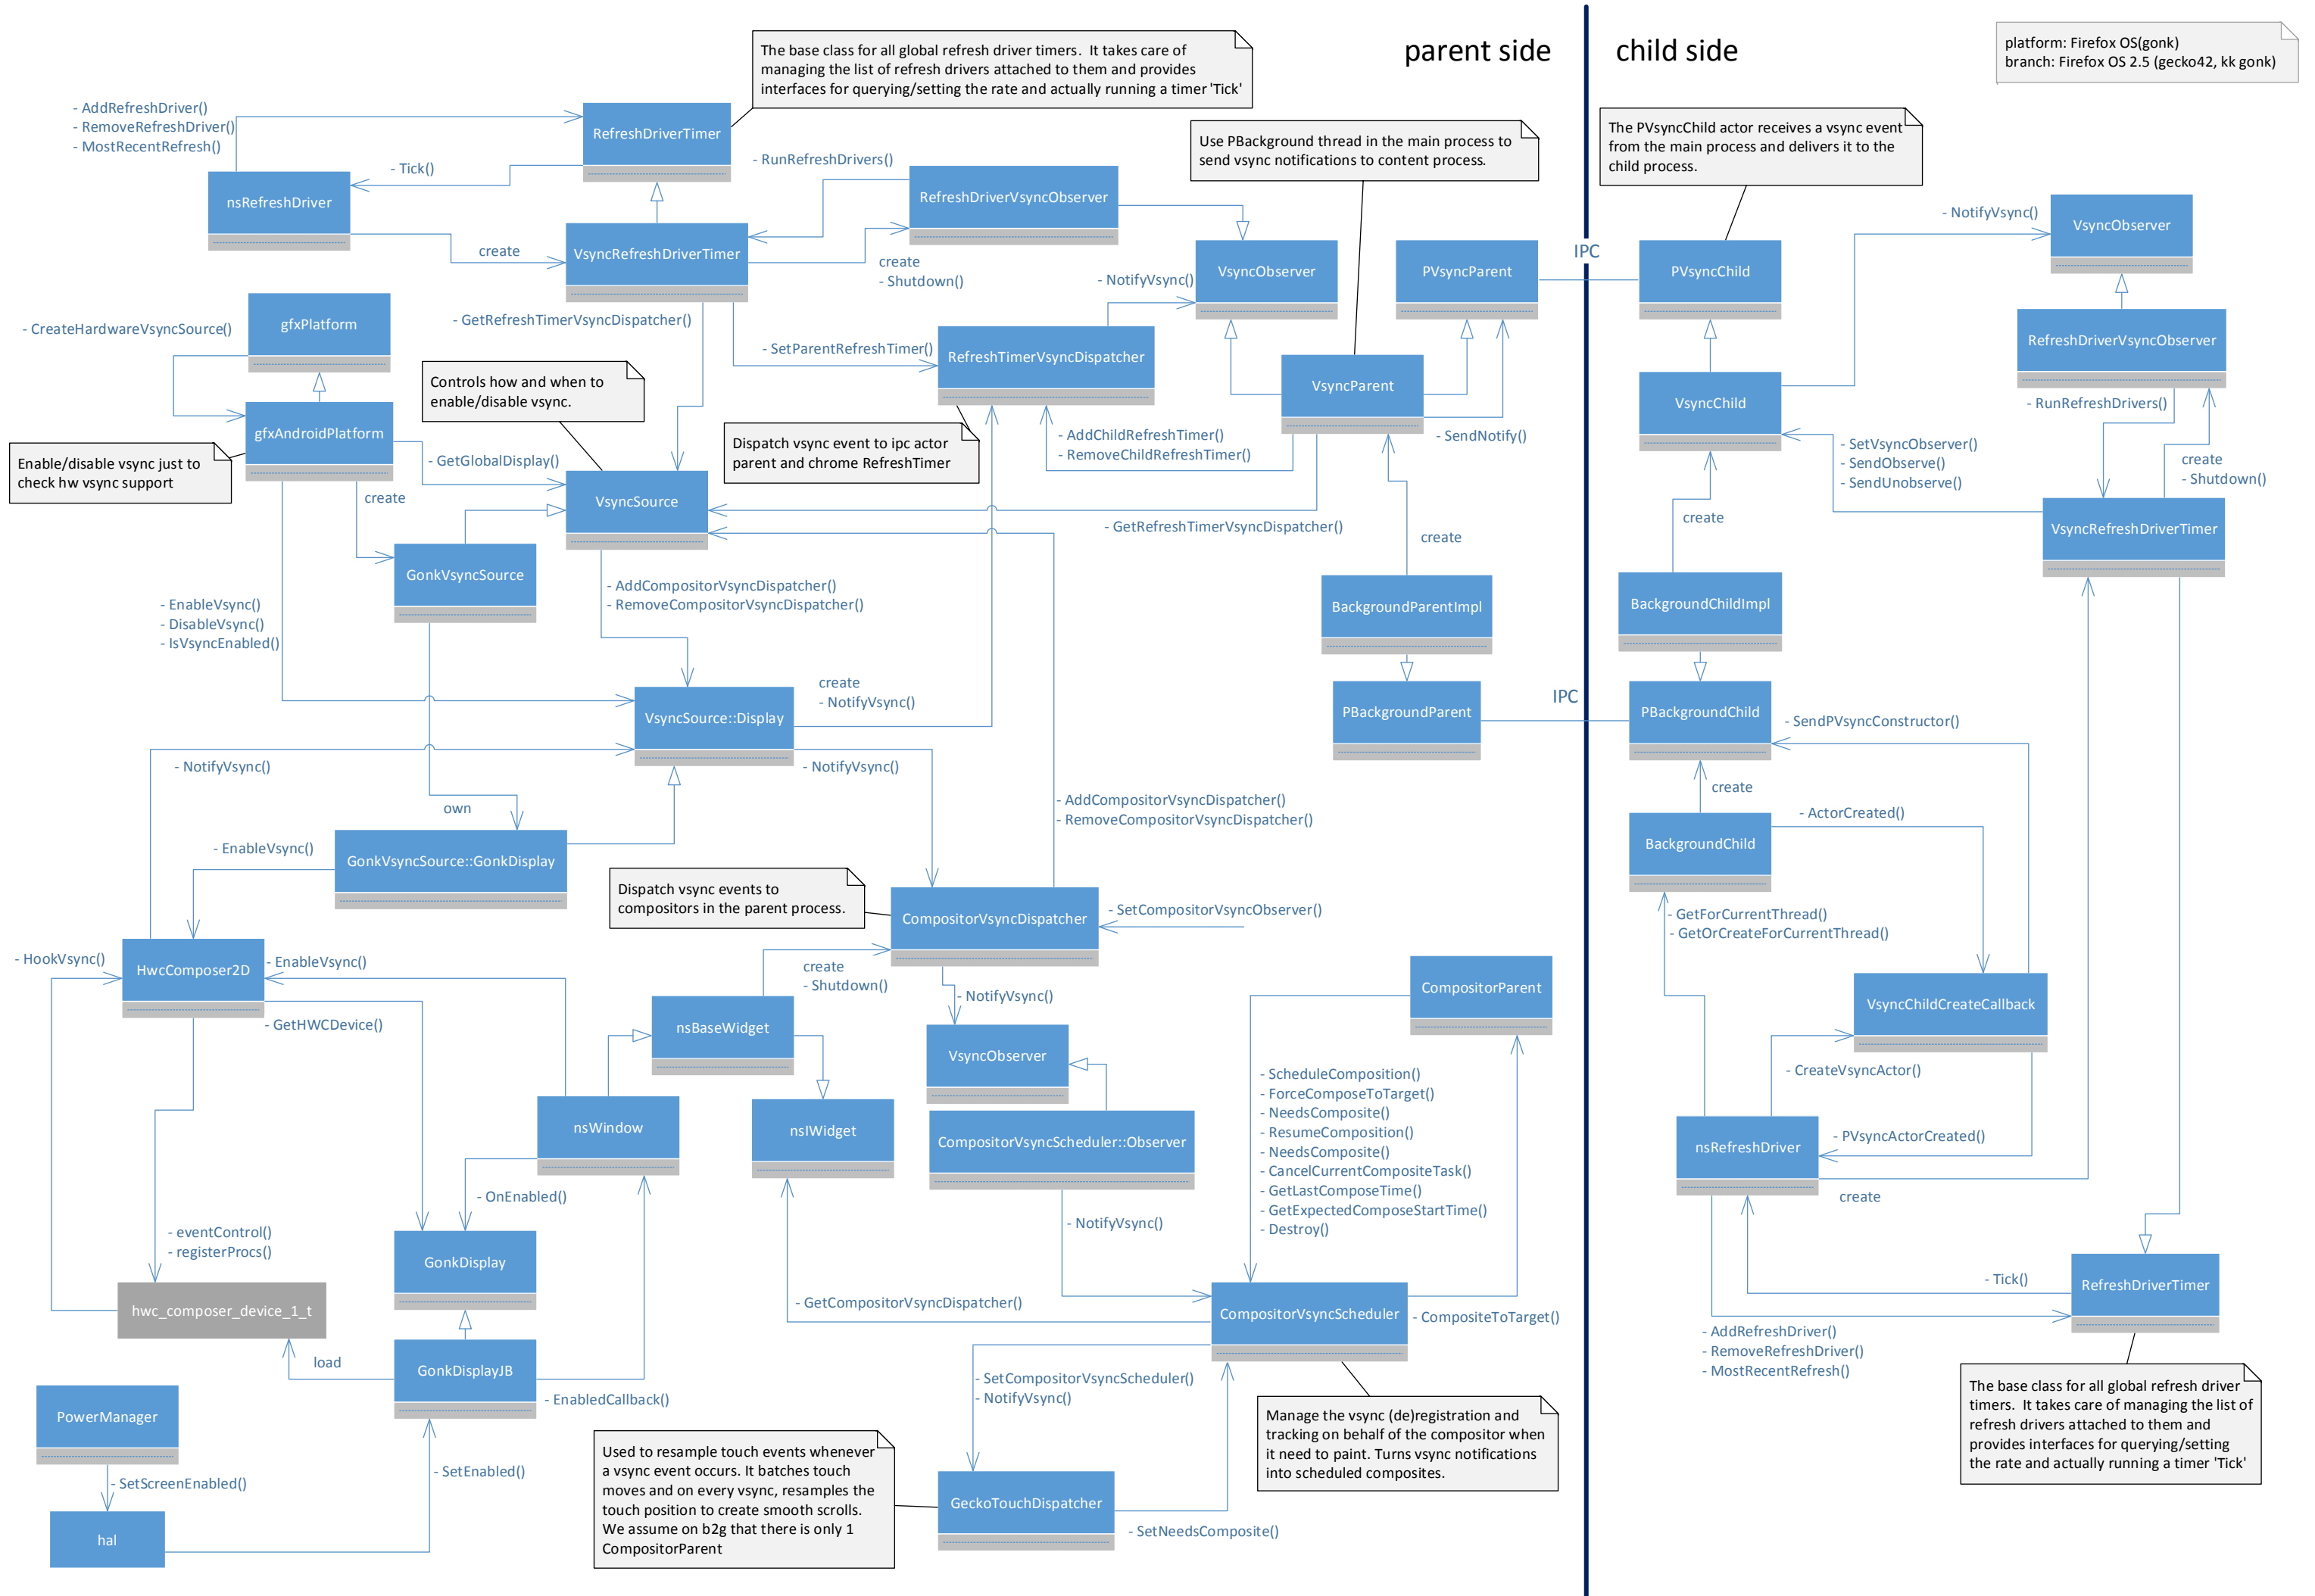 parent side
child side
platform: Firefox OS(gonk)
branch: Firefox OS 2.5 (gecko42, kk gonk)
The base class for all global refresh driver timers.  It takes care of
managing the list of refresh drivers attached to them and provides
interfaces for querying/setting the rate and actually running a timer 'Tick'
- AddRefreshDriver()
- RemoveRefreshDriver()
- MostRecentRefresh()
RefreshDriverTimer
- Tick()
nsRefreshDriver
create
VsyncRefreshDriverTimer
- RunRefreshDrivers()
RefreshDriverVsyncObserver
create
- Shutdown()
Use PBackground thread in the main process to
send vsync notifications to content process.
VsyncObserver
- NotifyVsync()
PVsyncParent
IPC
gfxPlatform
- CreateHardwareVsyncSource()
- GetRefreshTimerVsyncDispatcher()
- SetParentRefreshTimer()
RefreshTimerVsyncDispatcher
VsyncParent
Controls how and when to
enable/disable vsync.
gfxAndroidPlatform
Enable/disable vsync just to
check hw vsync support
- GetGlobalDisplay()
create
Dispatch vsync event to ipc actor
parent and chrome RefreshTimer
- AddChildRefreshTimer()
- RemoveChildRefreshTimer()
- SendNotify()
VsyncSource
- GetRefreshTimerVsyncDispatcher()
create
GonkVsyncSource
- AddCompositorVsyncDispatcher()
- RemoveCompositorVsyncDispatcher()
- EnableVsync()
- DisableVsync()
- IsVsyncEnabled()
BackgroundParentImpl
VsyncSource::Display
create
- NotifyVsync()
PBackgroundParent
IPC
- NotifyVsync()
- NotifyVsync()
own
- AddCompositorVsyncDispatcher()
- RemoveCompositorVsyncDispatcher()
- EnableVsync()
GonkVsyncSource::GonkDisplay
Dispatch vsync events to
compositors in the parent process.
CompositorVsyncDispatcher
- SetCompositorVsyncObserver()
- HookVsync()
HwcComposer2D
- EnableVsync()
create
- Shutdown()
- NotifyVsync()
CompositorParent
- GetHWCDevice()
nsBaseWidget
VsyncObserver
- ScheduleComposition()
- ForceComposeToTarget()
- NeedsComposite()
- ResumeComposition()
- NeedsComposite()
- CancelCurrentCompositeTask()
- GetLastComposeTime()
- GetExpectedComposeStartTime()
- Destroy()
nsWindow
nsIWidget
CompositorVsyncScheduler::Observer
- OnEnabled()
- NotifyVsync()
- eventControl()
- registerProcs()
GonkDisplay
hwc_composer_device_1_t
- GetCompositorVsyncDispatcher()
CompositorVsyncScheduler
- CompositeToTarget()
load
GonkDisplayJB
- EnabledCallback()
- SetCompositorVsyncScheduler()
- NotifyVsync()
PowerManager
Manage the vsync (de)registration and
tracking on behalf of the compositor when
it need to paint. Turns vsync notifications
into scheduled composites.
Used to resample touch events whenever
a vsync event occurs. It batches touch
moves and on every vsync, resamples the
touch position to create smooth scrolls.
We assume on b2g that there is only 1
CompositorParent
- SetScreenEnabled()
- SetEnabled()
GeckoTouchDispatcher
- SetNeedsComposite()
hal
The PVsyncChild actor receives a vsync event
from the main process and delivers it to the
child process.
- NotifyVsync()
VsyncObserver
PVsyncChild
RefreshDriverVsyncObserver
VsyncChild
- RunRefreshDrivers()
- SetVsyncObserver()
- SendObserve()
- SendUnobserve()
create
- Shutdown()
create
VsyncRefreshDriverTimer
BackgroundChildImpl
PBackgroundChild
- SendPVsyncConstructor()
create
- ActorCreated()
BackgroundChild
- GetForCurrentThread()
- GetOrCreateForCurrentThread()
VsyncChildCreateCallback
- CreateVsyncActor()
nsRefreshDriver
- PVsyncActorCreated()
create
- Tick()
RefreshDriverTimer
- AddRefreshDriver()
- RemoveRefreshDriver()
- MostRecentRefresh()
The base class for all global refresh driver
timers.  It takes care of managing the list of
refresh drivers attached to them and
provides interfaces for querying/setting
the rate and actually running a timer 'Tick'